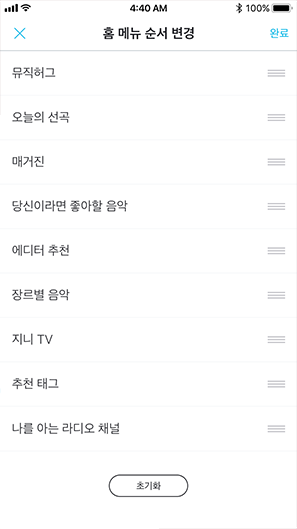 4:40 AM 100%
홈 메뉴 순서 변경 완료
뮤직허그
오늘의 선곡
매거진
당신이라면 좋아할 음악
에디터 추천
장르별 음악
지니 TV
추천 태그
나를 아는 라디오 채널
초기화